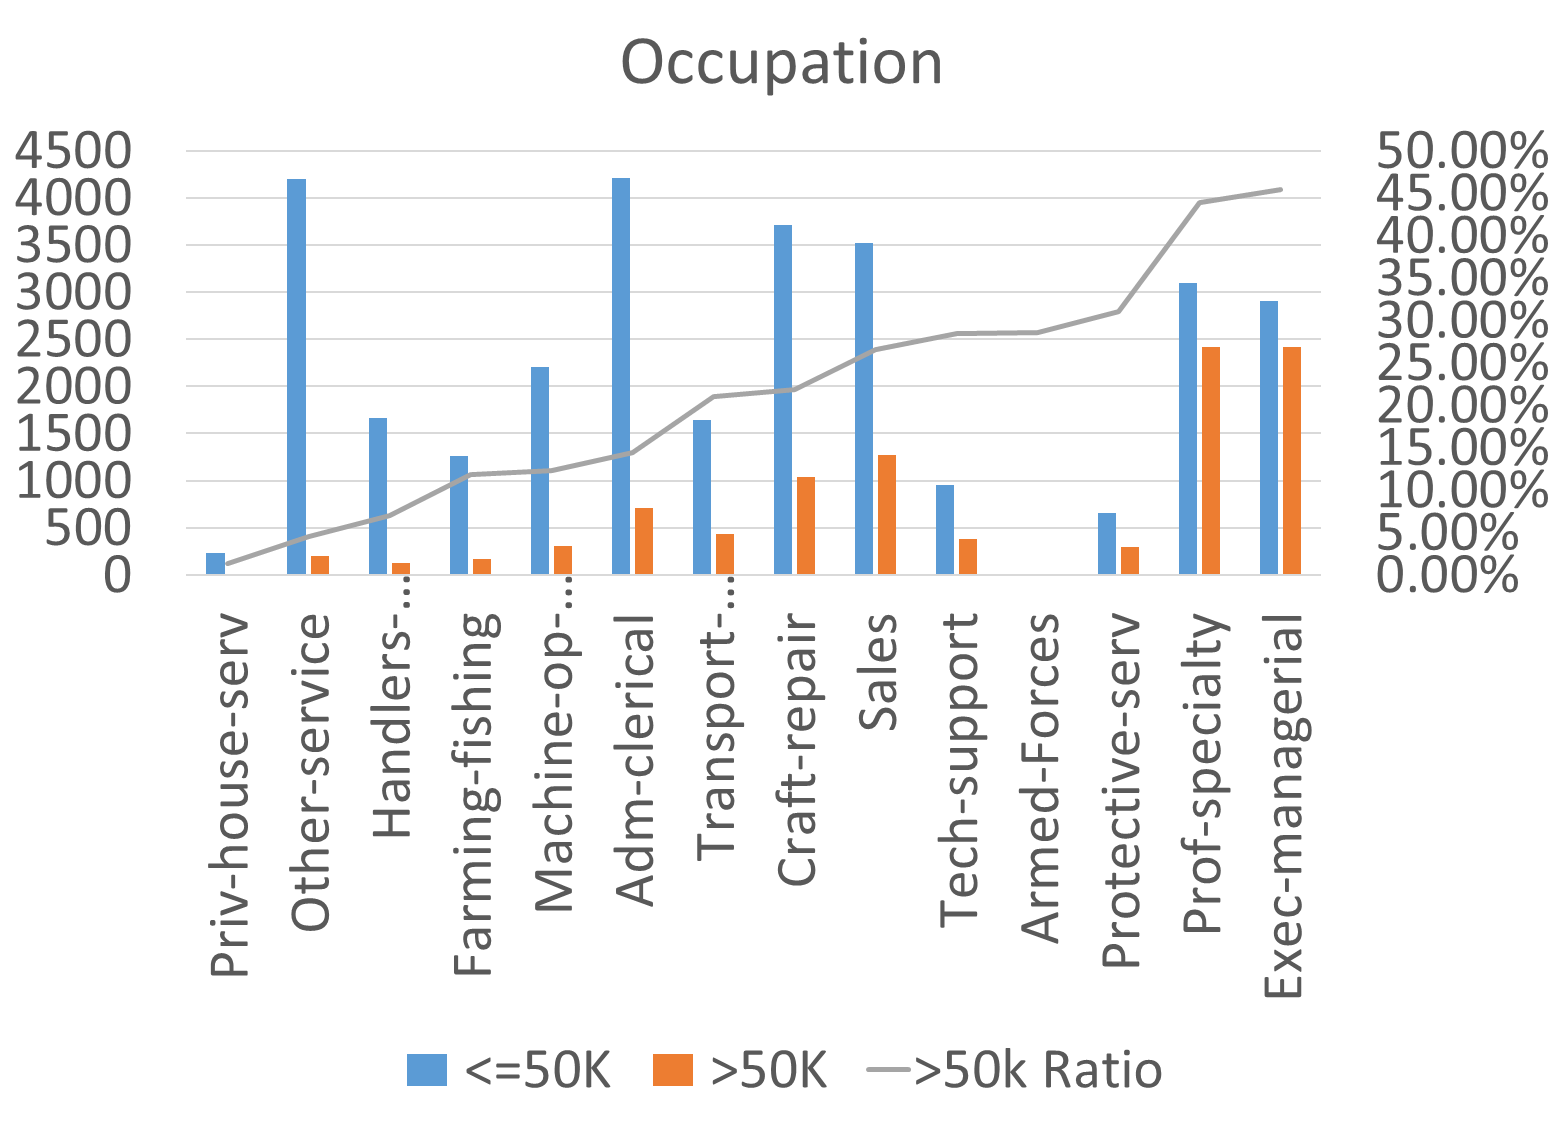 Occupation
4500
4000
3500
3000
2500
2000
1500
1000
500
0
50.00%
45.00%
40.00%
35.00%
30.00%
25.00%
20.00%
15.00%
10.00%
5.00%
0.00%
Priv-house-serv
Other-service
Handlers-...
Farming-fishing
Machine-op-...
Adm-clerical
Transport-...
Craft-repair
Sales
Tech-support
Armed-Forces
Protective-serv
Prof-specialty
Exec-managerial
<=50K >50K >50k Ratio